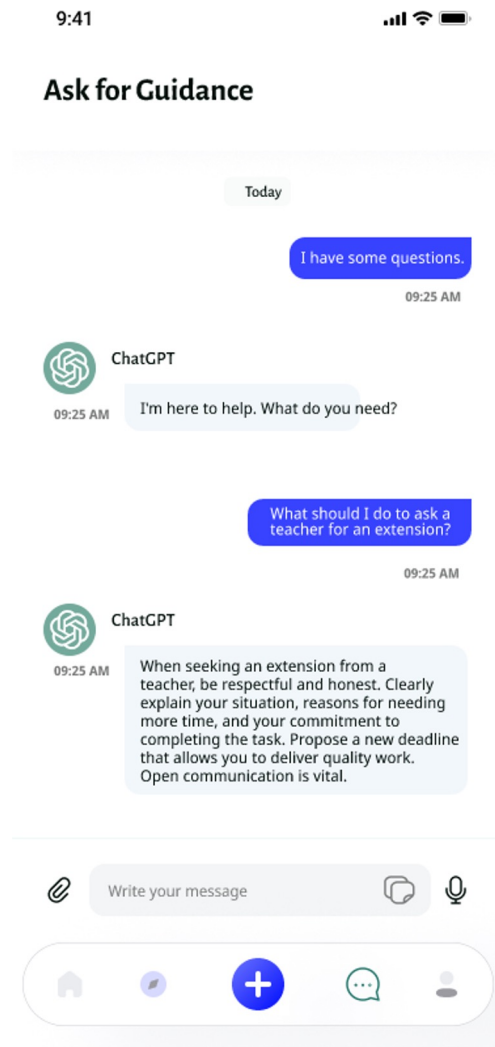 9:41
Ask for Guidance
Today
I have some questions.
09:25 AM
ChatGPT
I'm here to help. What do you need?
09:25 AM
What should I do to ask a
teacher for an extension?
09:25 AM
ChatGPT
09:25 AM
When seeking an extension from a
teacher, be respectful and honest. Clearly
explain your situation, reasons for needing
more time, and your commitment to
completing the task. Propose a new deadline
that allows you to deliver quality work.
Open communication is vital.
Write your message